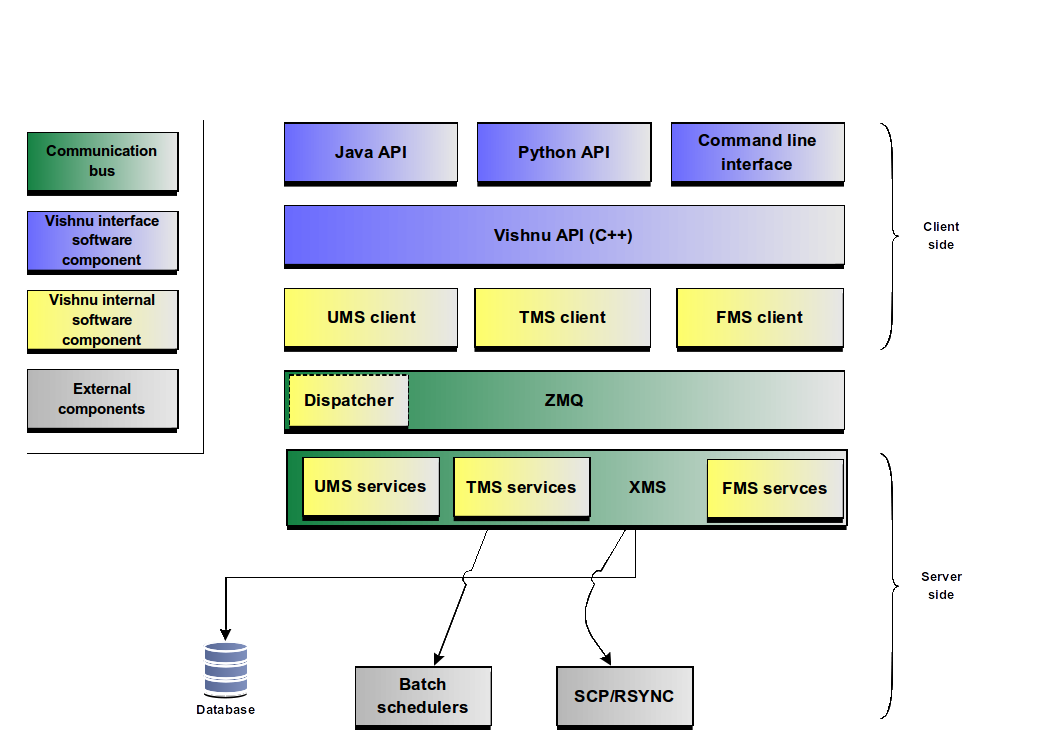 Communication
bus
Vishnu interface
software
component
Vishnu internal
software
component
External
components
Java API
Python API
Command line
interface
Vishnu API (C++)
UMS client
TMS client
FMS client
Client
side
Dispatcher
ZMQ
UMS services
TMS services
XMS
FMS servces
Server
side
Database
Batch
schedulers
SCP/RSYNC